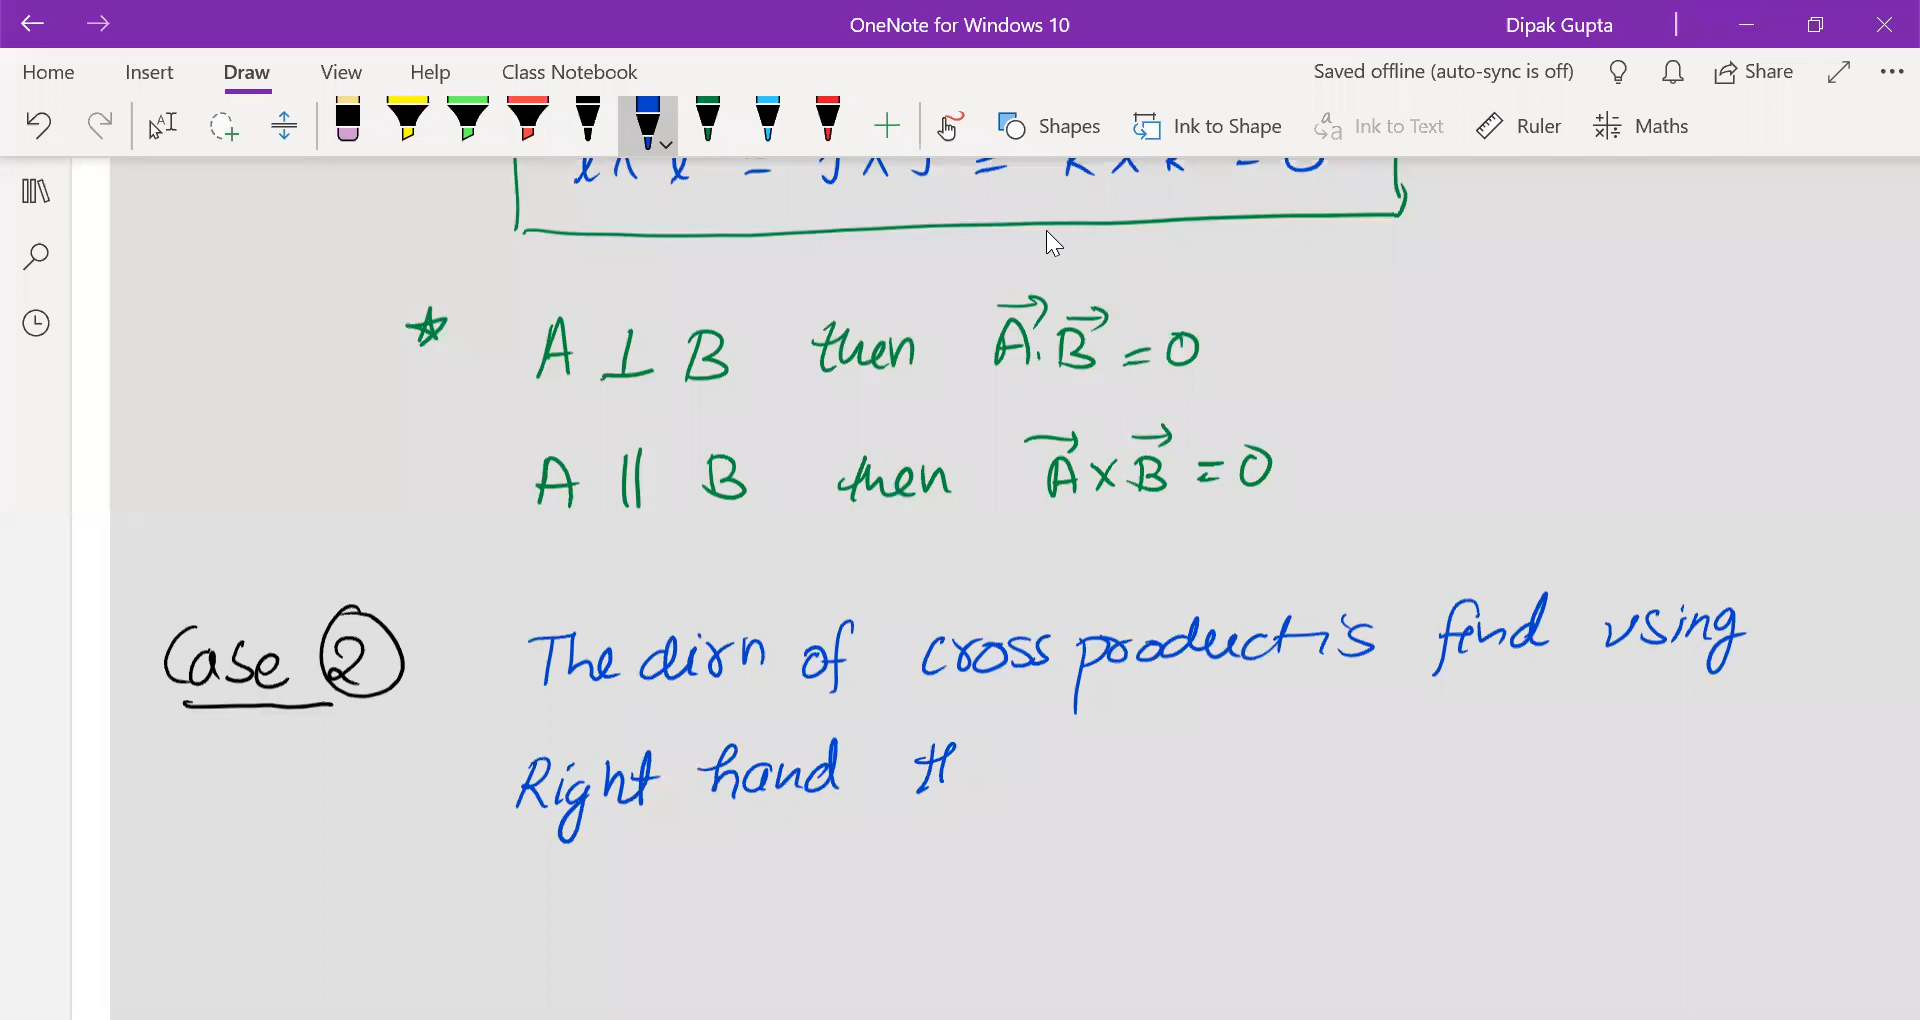 OneNote for Windows 10
Dipak Gupta
Home Insert Draw View Help Class Notebook
Saved offline (auto-sync is off) Share
Shapes Ink to Shape Ink to Text Ruler Maths
A ⊥ B then A⃗.B⃗ = 0
A || B then A⃗ × B⃗ = 0
Case 2 The dirn of cross product is find using
Right hand th